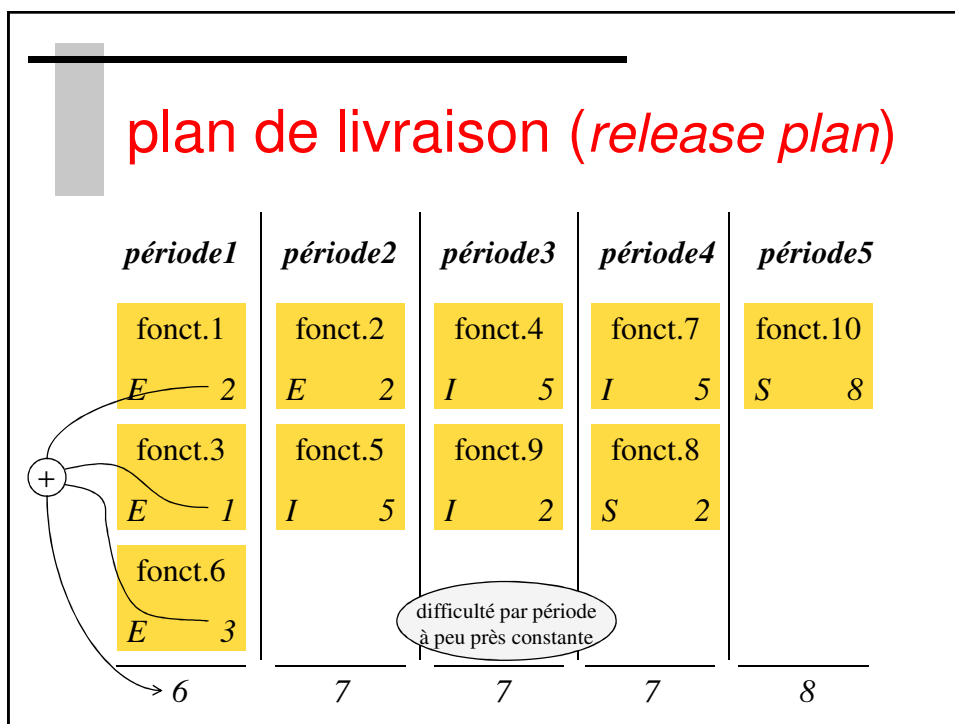 plan de livraison (release plan)
période1 période2 période3 période4 période5
fonct.1 fonct.2 fonct.4 fonct.7 fonct.10
E 2 E 2 I 5 I 5 S 8
fonct.3 fonct.5 fonct.9 fonct.8
+
E 1 I 5 I 2 S 2
fonct.6
difficulté par période
E 3
à peu près constante
6 7 7 7 8